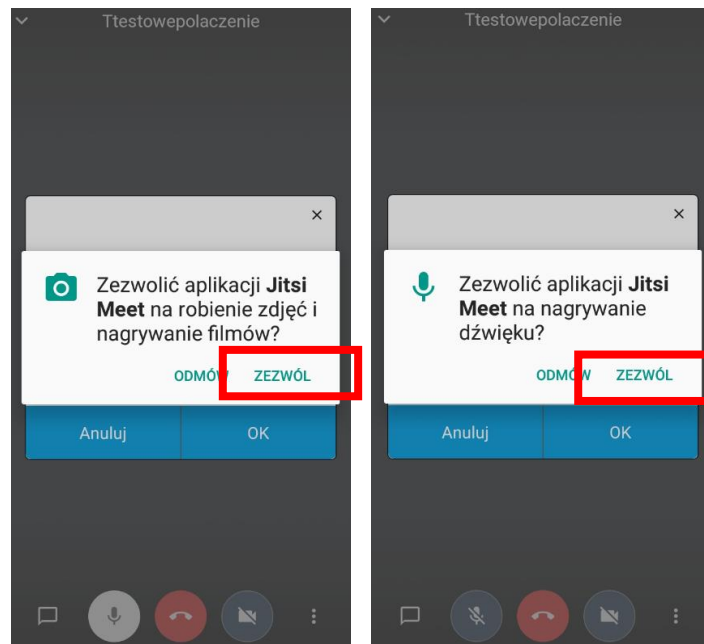 Ttestowepolaczenie
Zezwolić aplikacji Jitsi
Meet na robienie zdjęć i
nagrywanie filmów?
ODMÓW ZEZWÓL
Anuluj OK
Ttestowepolaczenie
Zezwolić aplikacji Jitsi
Meet na nagrywanie
dźwięku?
ODMÓW ZEZWÓL
Anuluj OK